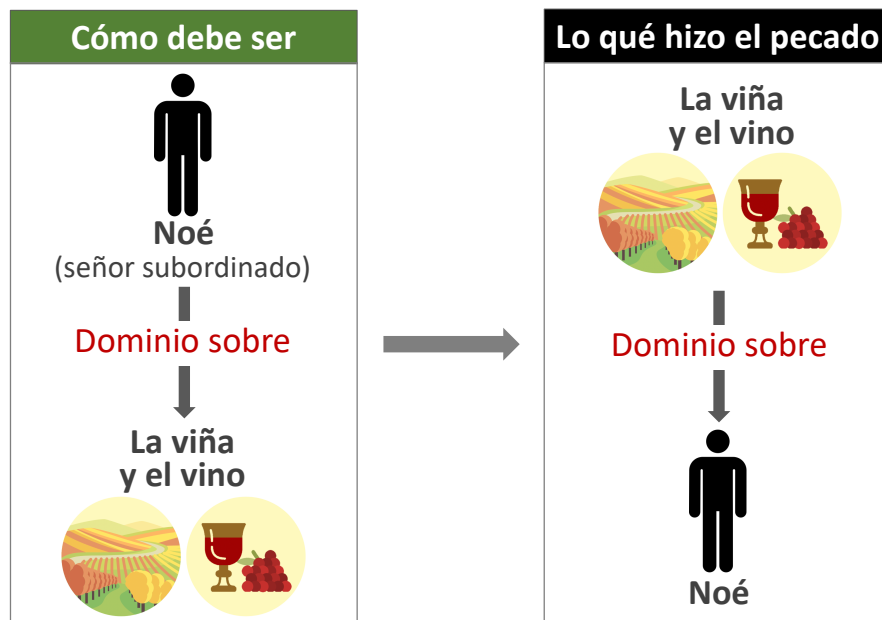 Cómo debe ser
Noé
(señor subordinado)
Dominio sobre
La viña
y el vino
Lo qué hizo el pecado
La viña
y el vino
Dominio sobre
Noé